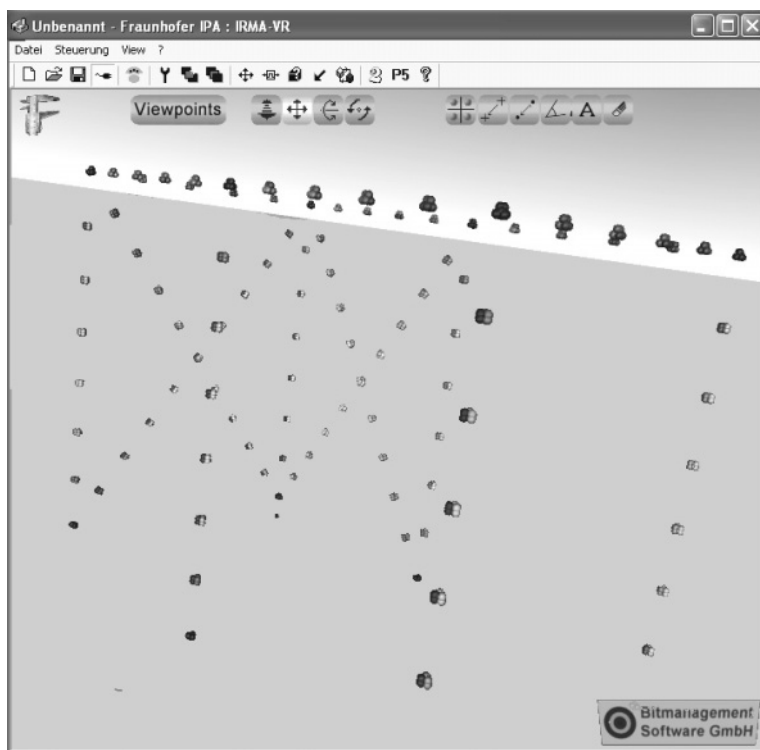 Unbenannt - Fraunhofer IPA : IRMA-VR
Datei Steuerung View ?
P5
Viewpoints
A
Bitmanagement
Software GmbH